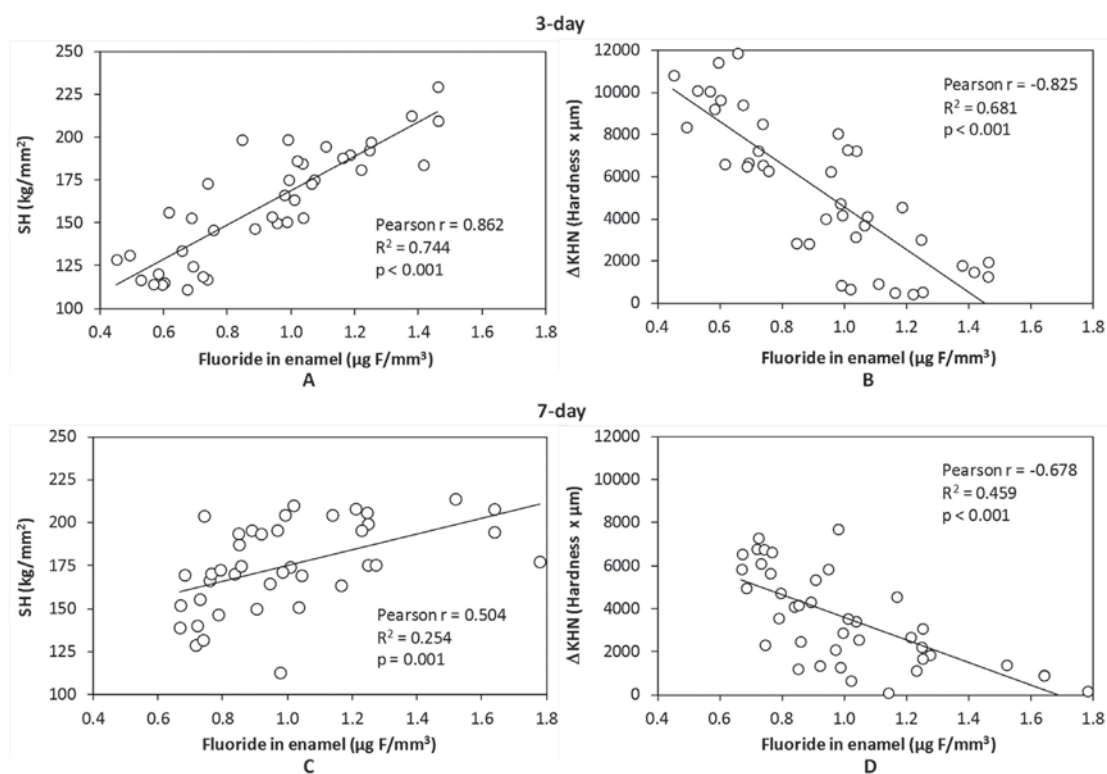 3-day
250
225
200
175
150
125
100
SH (kg/mm²)
Pearson r = 0.862
R² = 0.744
p < 0.001
0.4 0.6 0.8 1.0 1.2 1.4 1.6 1.8
Fluoride in enamel (µg F/mm³)
A
12000
10000
8000
6000
4000
2000
0
ΔKHN (Hardness x µm)
Pearson r = -0.825
R² = 0.681
p < 0.001
0.4 0.6 0.8 1.0 1.2 1.4 1.6 1.8
Fluoride in enamel (µg F/mm³)
B
7-day
250
225
200
175
150
125
100
SH (kg/mm²)
Pearson r = 0.504
R² = 0.254
p = 0.001
0.4 0.6 0.8 1.0 1.2 1.4 1.6 1.8
Fluoride in enamel (µg F/mm³)
C
12000
10000
8000
6000
4000
2000
0
ΔKHN (Hardness x µm)
Pearson r = -0.678
R² = 0.459
p < 0.001
0.4 0.6 0.8 1.0 1.2 1.4 1.6 1.8
Fluoride in enamel (µg F/mm³)
D